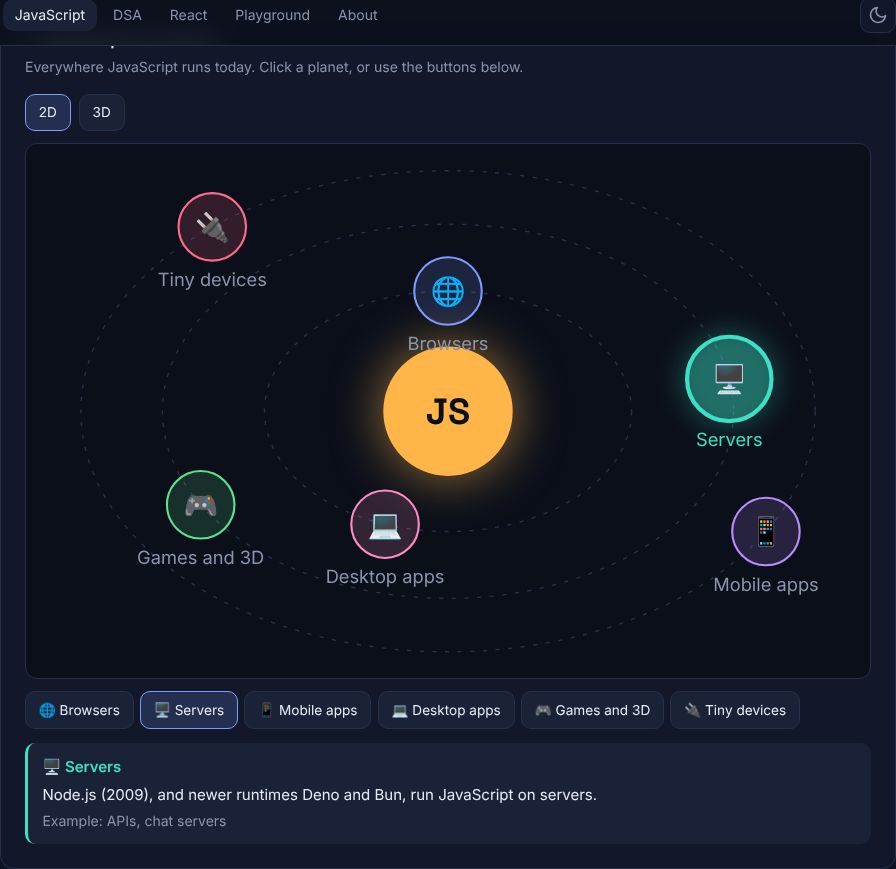 JavaScript DSA React Playground About
Everywhere JavaScript runs today. Click a planet, or use the buttons below.
2D 3D
Tiny devices
Browsers
JS
Servers
Games and 3D
Desktop apps
Mobile apps
Browsers Servers Mobile apps Desktop apps Games and 3D Tiny devices
Servers
Node.js (2009), and newer runtimes Deno and Bun, run JavaScript on servers.
Example: APIs, chat servers